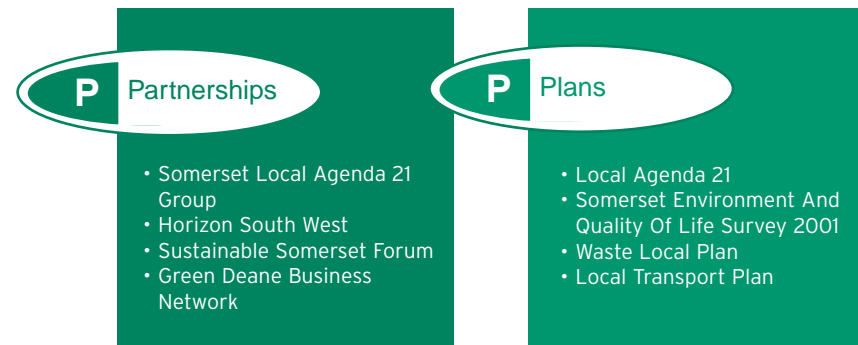 P Partnerships
• Somerset Local Agenda 21
Group
• Horizon South West
• Sustainable Somerset Forum
• Green Deane Business
Network
P Plans
• Local Agenda 21
• Somerset Environment And
Quality Of Life Survey 2001
• Waste Local Plan
• Local Transport Plan